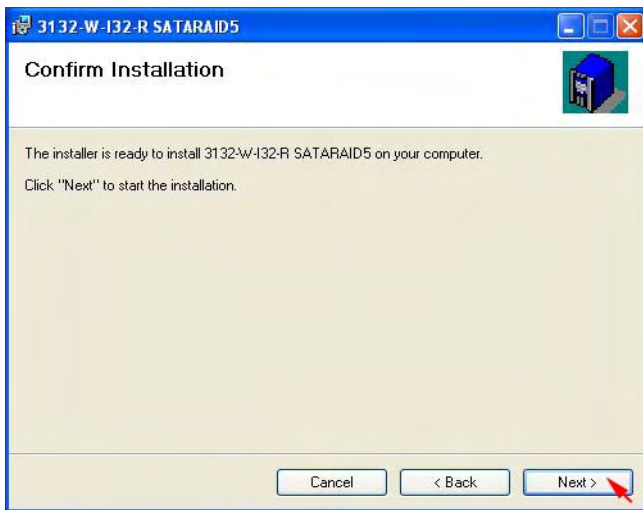 3132-W-I32-R SATARAID5
Confirm Installation
The installer is ready to install 3132-W-I32-R SATARAID5 on your computer.
Click "Next" to start the installation.
Cancel
< Back
Next >